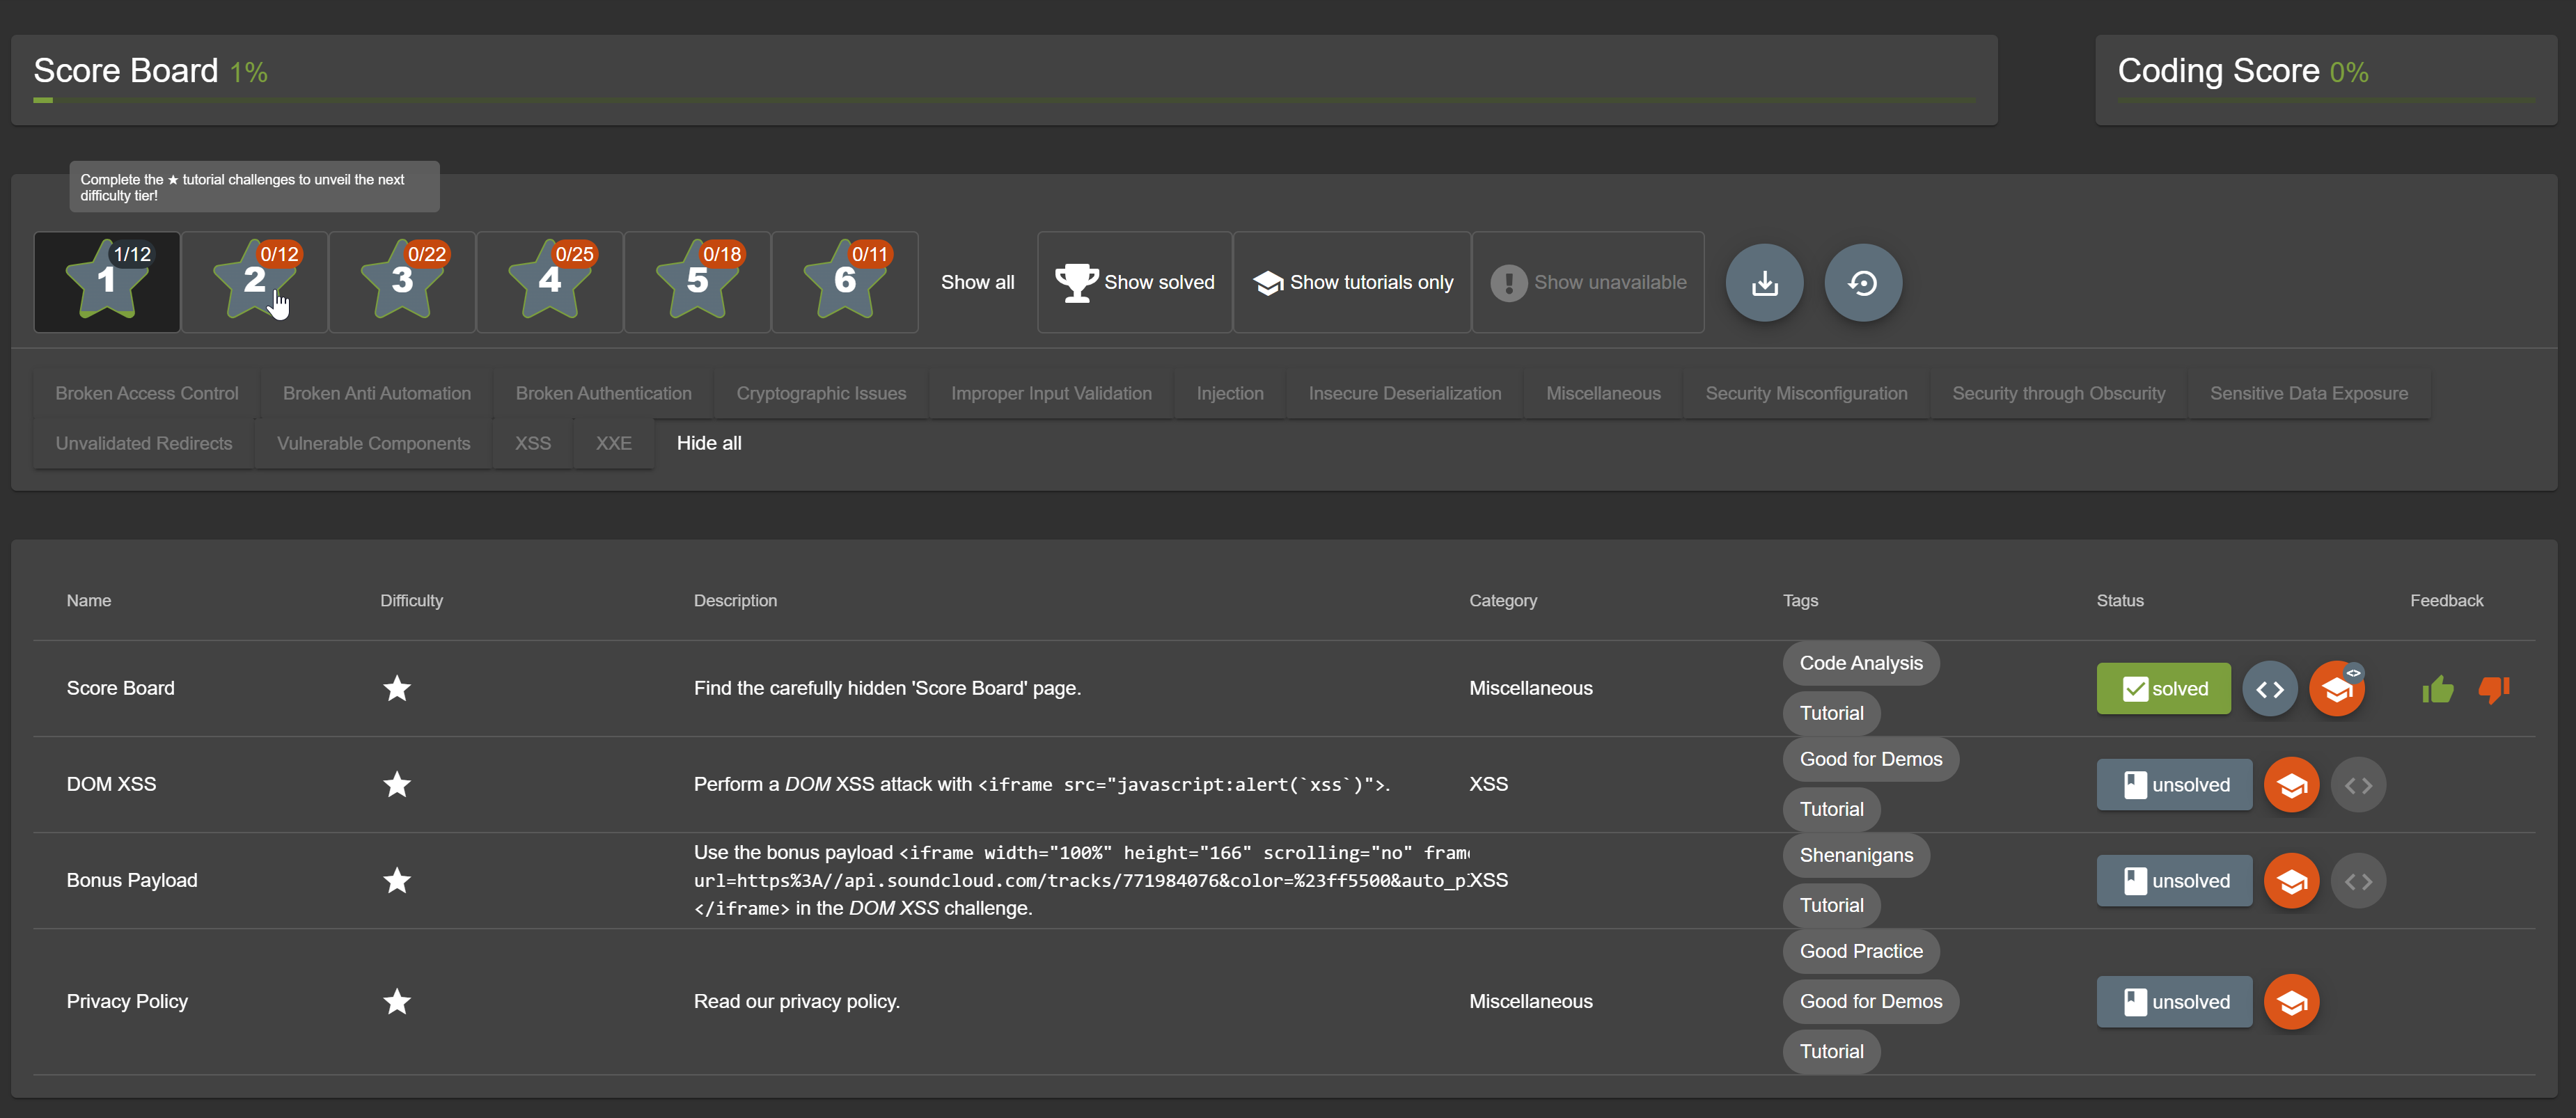 Score Board 1%
Coding Score 0%
Complete the ★ tutorial challenges to unveil the next
difficulty tier!
1/12
1
0/12
2
0/22
3
0/25
4
0/18
5
0/11
6
Show all
Show solved
Show tutorials only
Show unavailable
Broken Access Control
Broken Anti Automation
Broken Authentication
Cryptographic Issues
Improper Input Validation
Injection
Insecure Deserialization
Miscellaneous
Security Misconfiguration
Security through Obscurity
Sensitive Data Exposure
Unvalidated Redirects
Vulnerable Components
XSS
XXE
Hide all
Name
Difficulty
Description
Category
Tags
Status
Feedback
Score Board
Find the carefully hidden 'Score Board' page.
Miscellaneous
Code Analysis
Tutorial
solved
DOM XSS
Perform a DOM XSS attack with <iframe src="javascript:alert(`xss`)">.
XSS
Good for Demos
Tutorial
unsolved
Bonus Payload
Use the bonus payload <iframe width="100%" height="166" scrolling="no" fram
url=https%3A//api.soundcloud.com/tracks/771984076&color=%23ff5500&auto_p
</iframe> in the DOM XSS challenge.
XSS
Shenanigans
Tutorial
unsolved
Privacy Policy
Read our privacy policy.
Miscellaneous
Good Practice
Good for Demos
Tutorial
unsolved